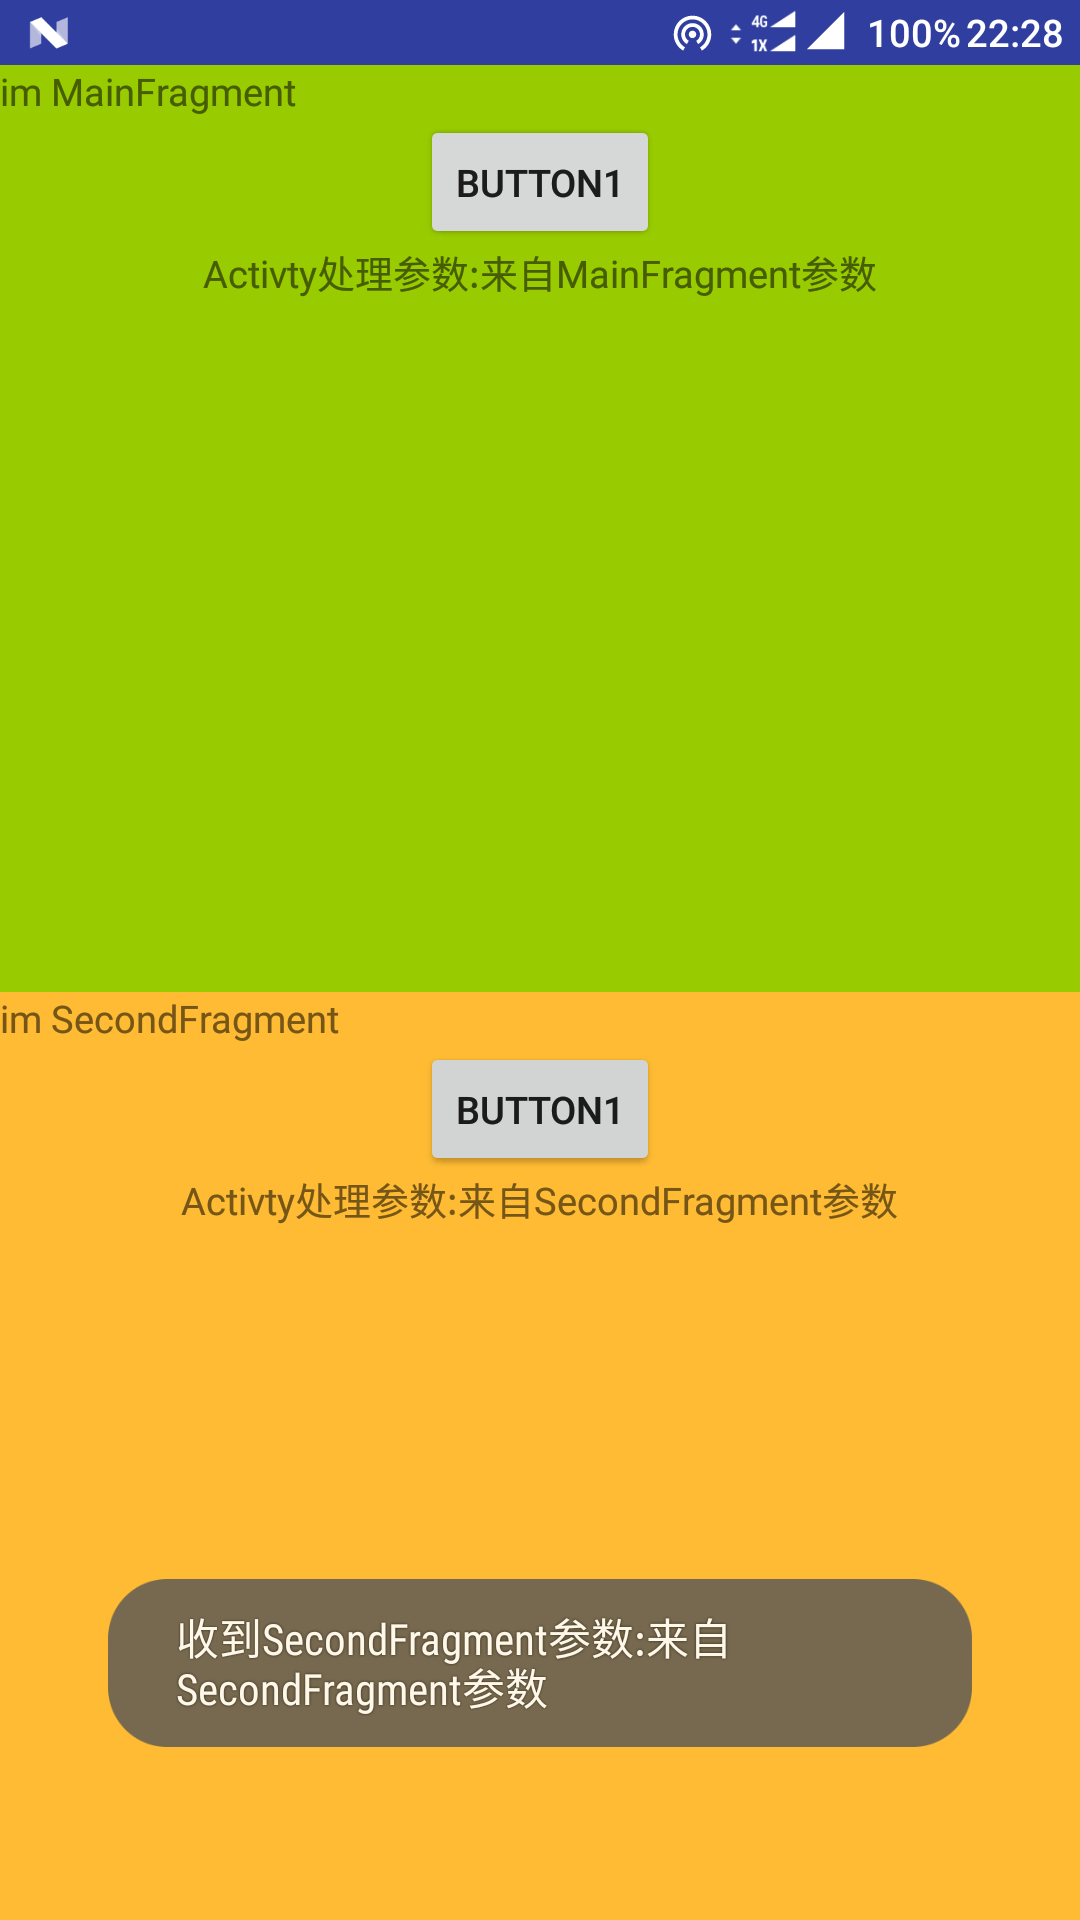 4G
1X
100% 22:28
im MainFragment
BUTTON1
Activty处理参数:来自MainFragment参数
im SecondFragment
BUTTON1
Activty处理参数:来自SecondFragment参数
收到SecondFragment参数:来自
SecondFragment参数